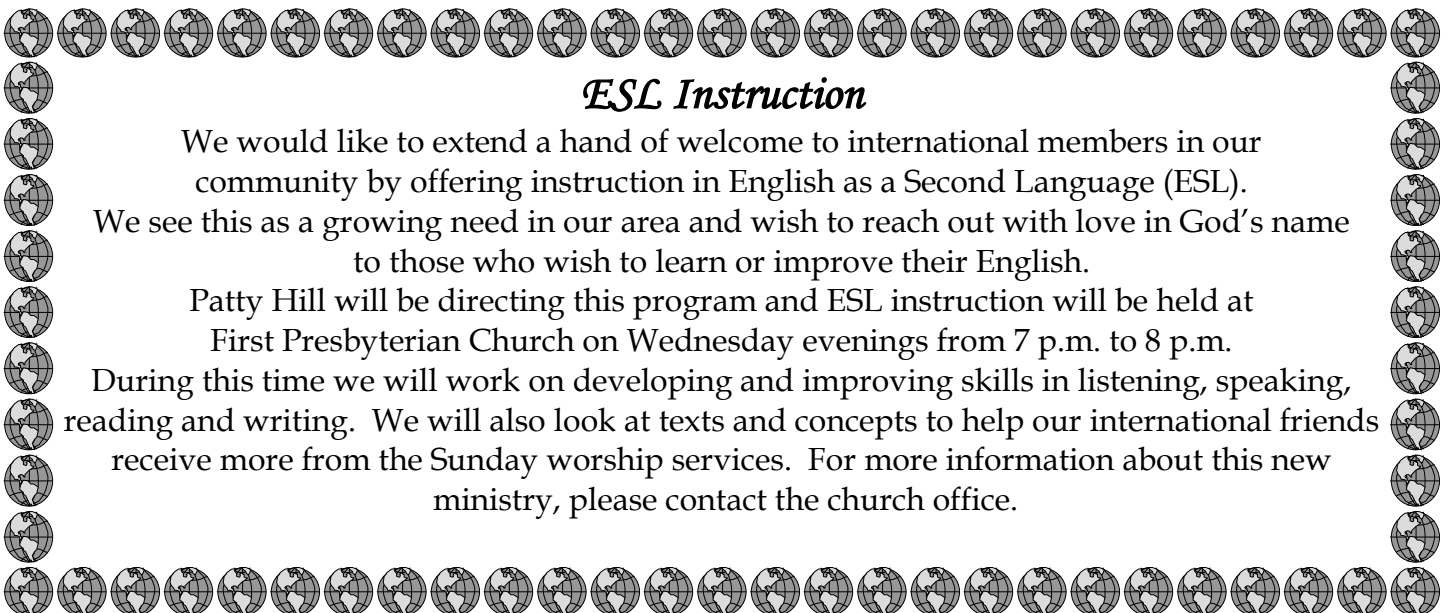 ESL Instruction
We would like to extend a hand of welcome to international members in our
community by offering instruction in English as a Second Language (ESL).
We see this as a growing need in our area and wish to reach out with love in God’s name
to those who wish to learn or improve their English.
Patty Hill will be directing this program and ESL instruction will be held at
First Presbyterian Church on Wednesday evenings from 7 p.m. to 8 p.m.
During this time we will work on developing and improving skills in listening, speaking,
reading and writing.  We will also look at texts and concepts to help our international friends
receive more from the Sunday worship services.  For more information about this new
ministry, please contact the church office.